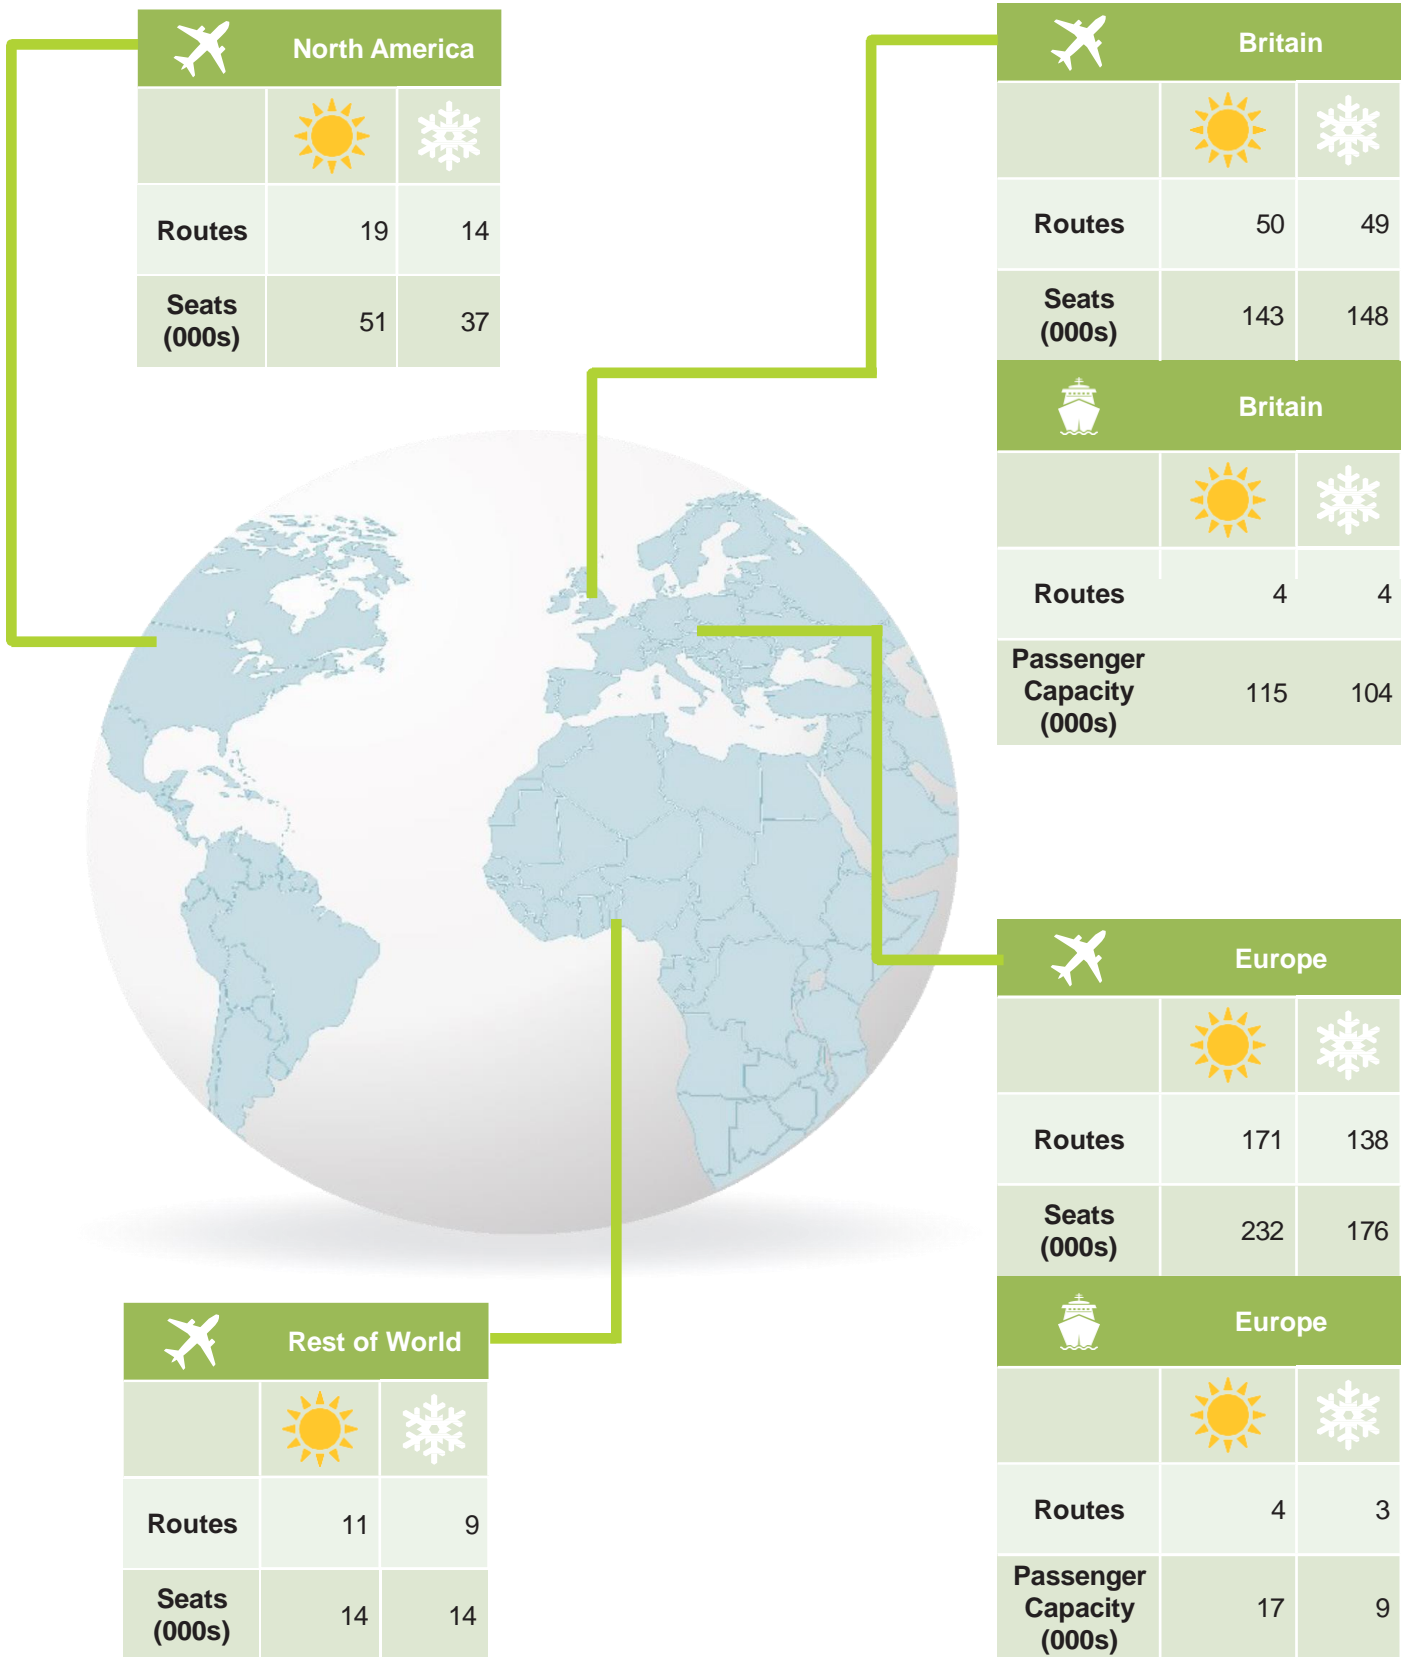 North America
Routes 19 14
Seats
(000s) 51 37
Britain
Routes 50 49
Seats
(000s) 143 148
Britain
Routes 4 4
Passenger
Capacity
(000s) 115 104
Europe
Routes 171 138
Seats
(000s) 232 176
Europe
Routes 4 3
Passenger
Capacity
(000s) 17 9
Rest of World
Routes 11 9
Seats
(000s) 14 14